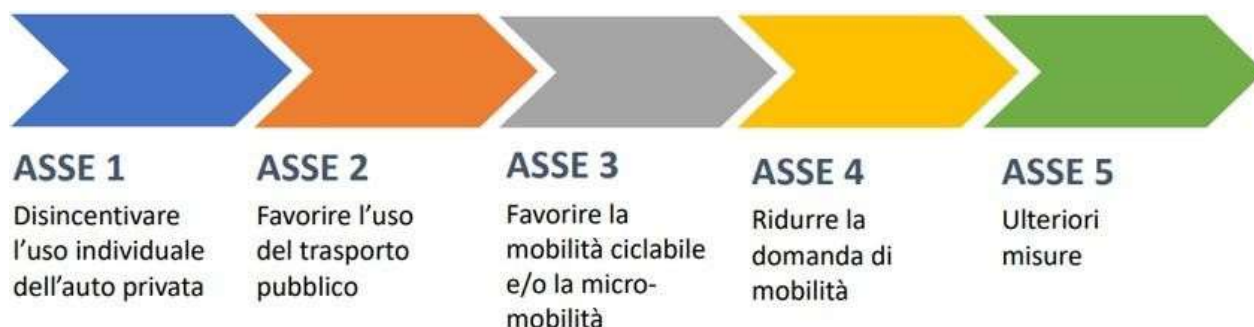 ASSE 1
Disincentivare
l'uso individuale
dell'auto privata
ASSE 2
Favorire l'uso
del trasporto
pubblico
ASSE 3
Favorire la
mobilità ciclabile
e/o la micro-
mobilità
ASSE 4
Ridurre la
domanda di
mobilità
ASSE 5
Ulteriori
misure